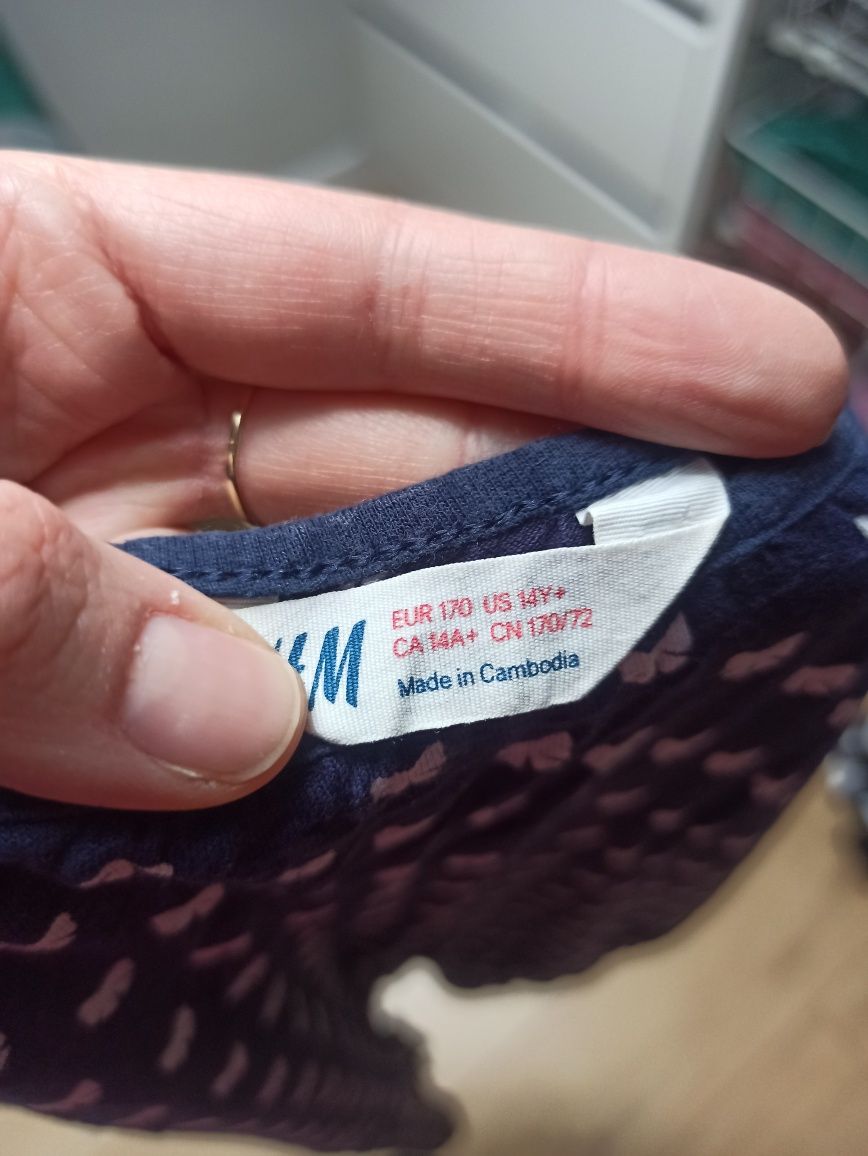 M
EUR 170 US 14Y+
CA 14A+ CN 170/72
Made in Cambodia